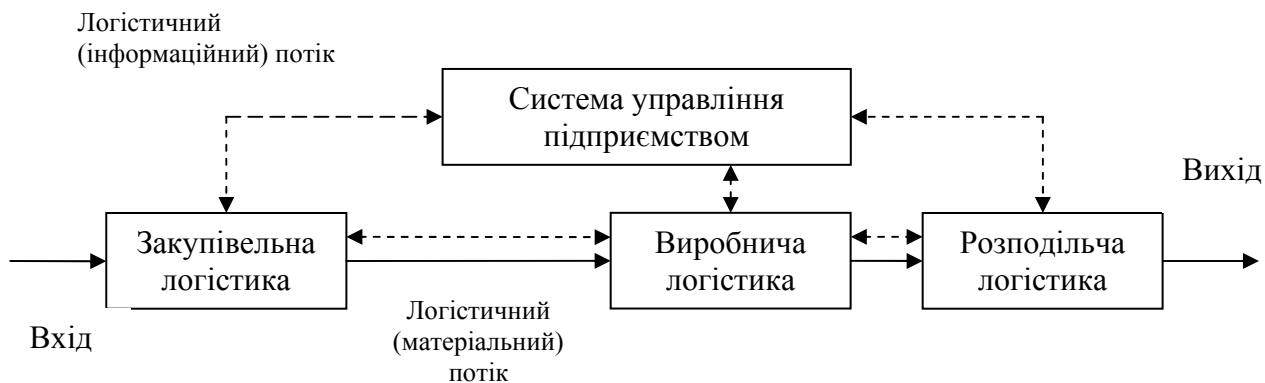 Логістичний
(інформаційний) потік
Система управління
підприємством
Вихід
Закупівельна
логістика
Виробнича
логістика
Розподільча
логістика
Вхід
Логістичний
(матеріальний)
потік